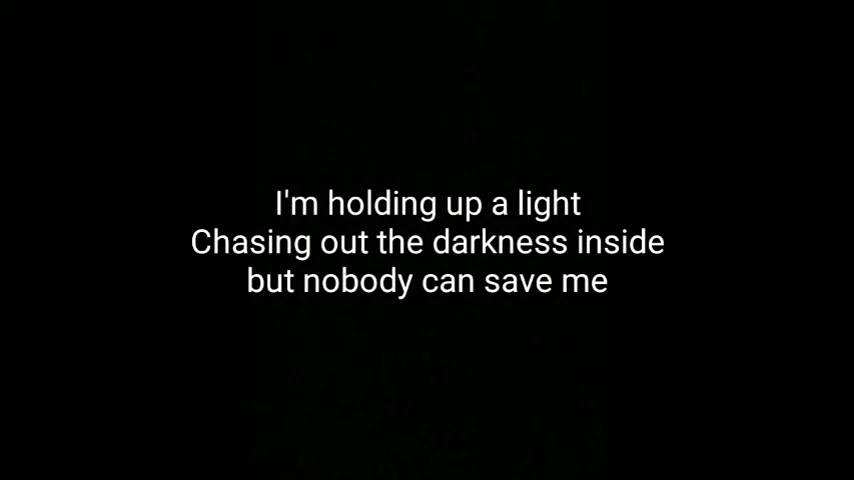 I'm holding up a light
Chasing out the darkness inside
but nobody can save me